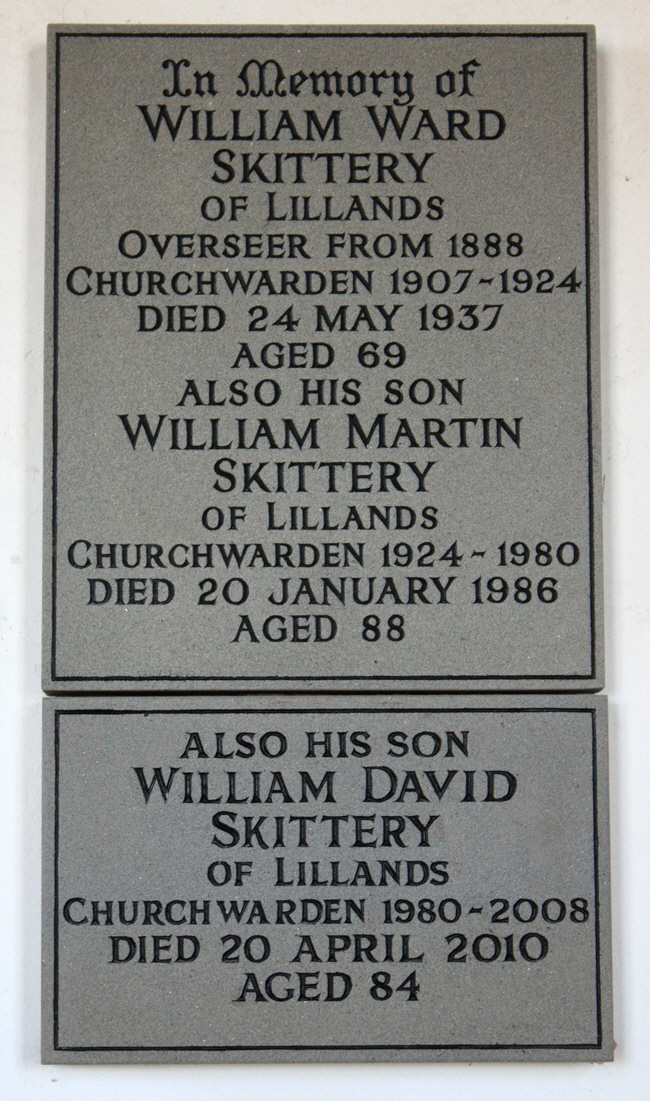 In Memory of
WILLIAM WARD
SKITTERY
OF LILLANDS
OVERSEER FROM 1888
CHURCHWARDEN 1907-1924
DIED 24 MAY 1937
AGED 69
ALSO HIS SON
WILLIAM MARTIN
SKITTERY
OF LILLANDS
CHURCHWARDEN 1924-1980
DIED 20 JANUARY 1986
AGED 88
ALSO HIS SON
WILLIAM DAVID
SKITTERY
OF LILLANDS
CHURCHWARDEN 1980-2008
DIED 20 APRIL 2010
AGED 84